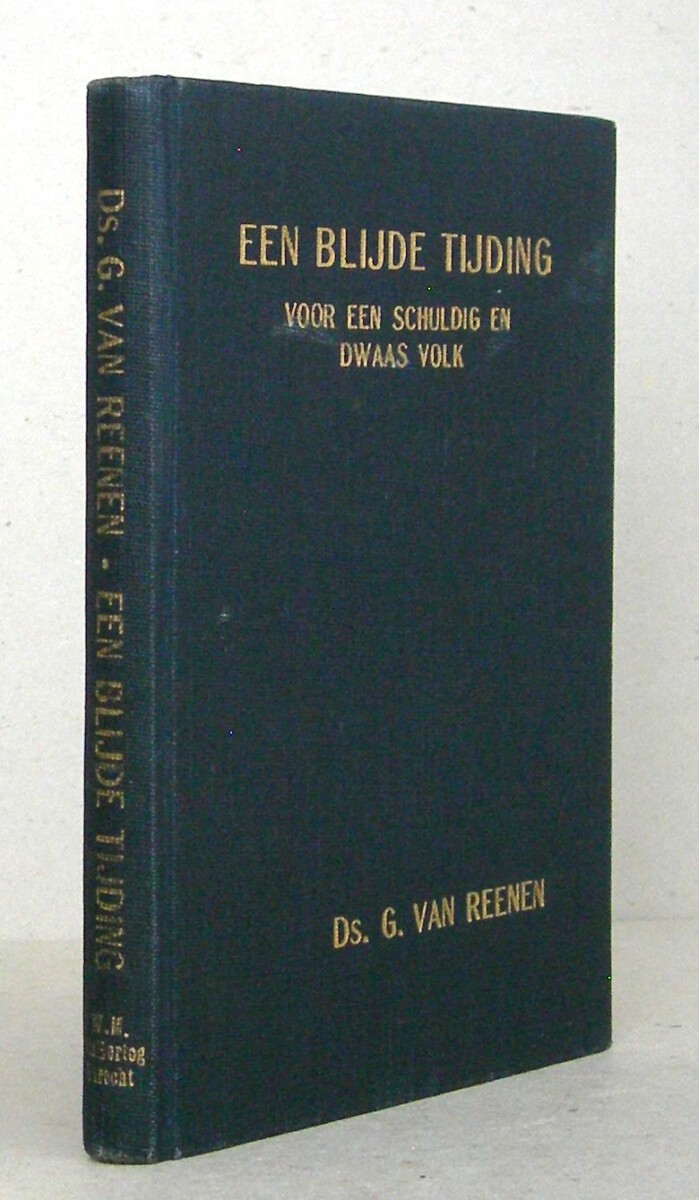 EEN BLIJDE TIJDING
VOOR EEN SCHULDIG EN
DWAAS VOLK
Ds. G. VAN REENEN
Ds. G. VAN REENEN - EEN BLIJDE TIJDING
W.M.